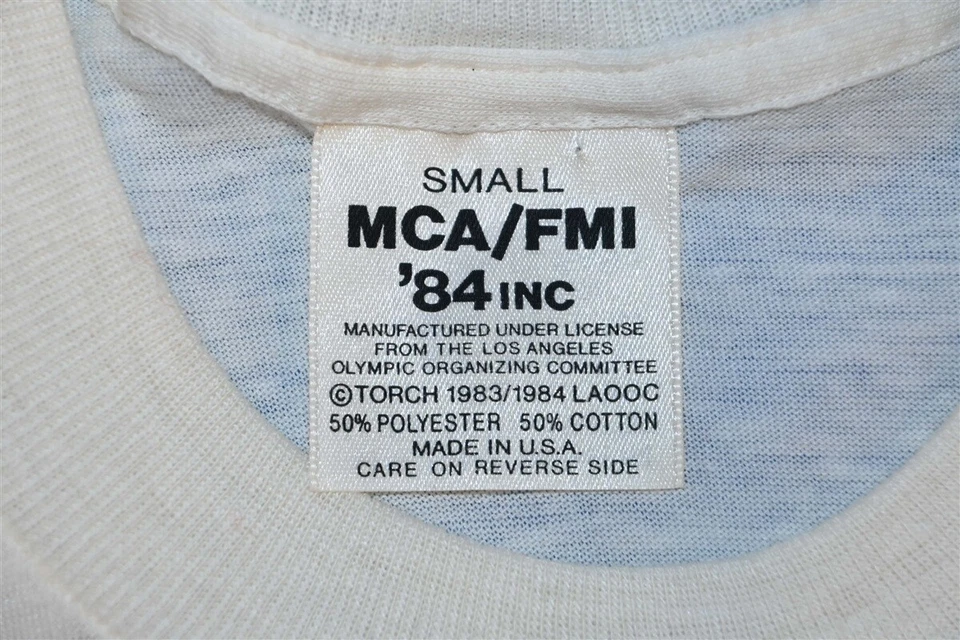 SMALL
MCA/FMI
'84 INC
MANUFACTURED UNDER LICENSE
FROM THE LOS ANGELES
OLYMPIC ORGANIZING COMMITTEE
©TORCH 1983/1984 LAOOC
50% POLYESTER 50% COTTON
MADE IN U.S.A.
CARE ON REVERSE SIDE